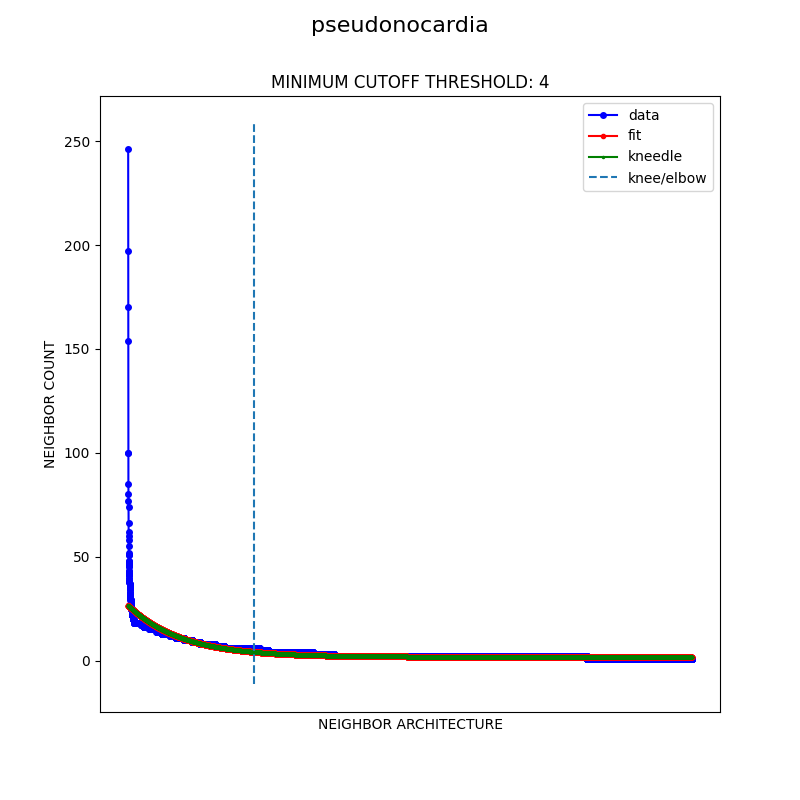 pseudonocardia
MINIMUM CUTOFF THRESHOLD: 4
data
fit
kneedle
knee/elbow
250
200
150
100
50
0
NEIGHBOR COUNT
NEIGHBOR ARCHITECTURE